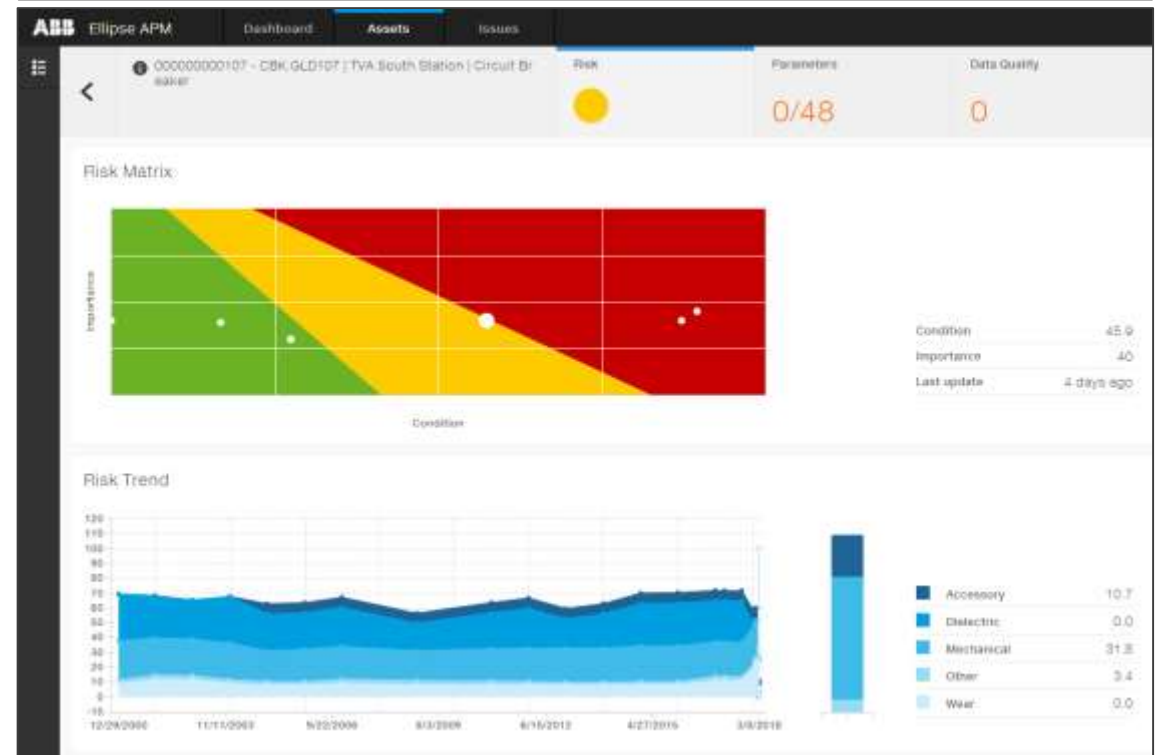 ABB Ellipse APM Dashboard Assets Issues
000000000107 - CBK.GLD107 | TVA South Station | Circuit Br
eaker
Risk
Parameters
0/48
Data Quality
0
Risk Matrix
Importance
Condition
Condition 45.9
Importance 40
Last update 4 days ago
Risk Trend
120
110
100
90
80
70
60
50
40
30
20
10
0
-10
12/29/2000 11/11/2003 9/22/2006 8/3/2009 6/15/2012 4/27/2015 3/8/2018
Accessory 10.7
Dielectric 0.0
Mechanical 31.8
Other 3.4
Wear 0.0